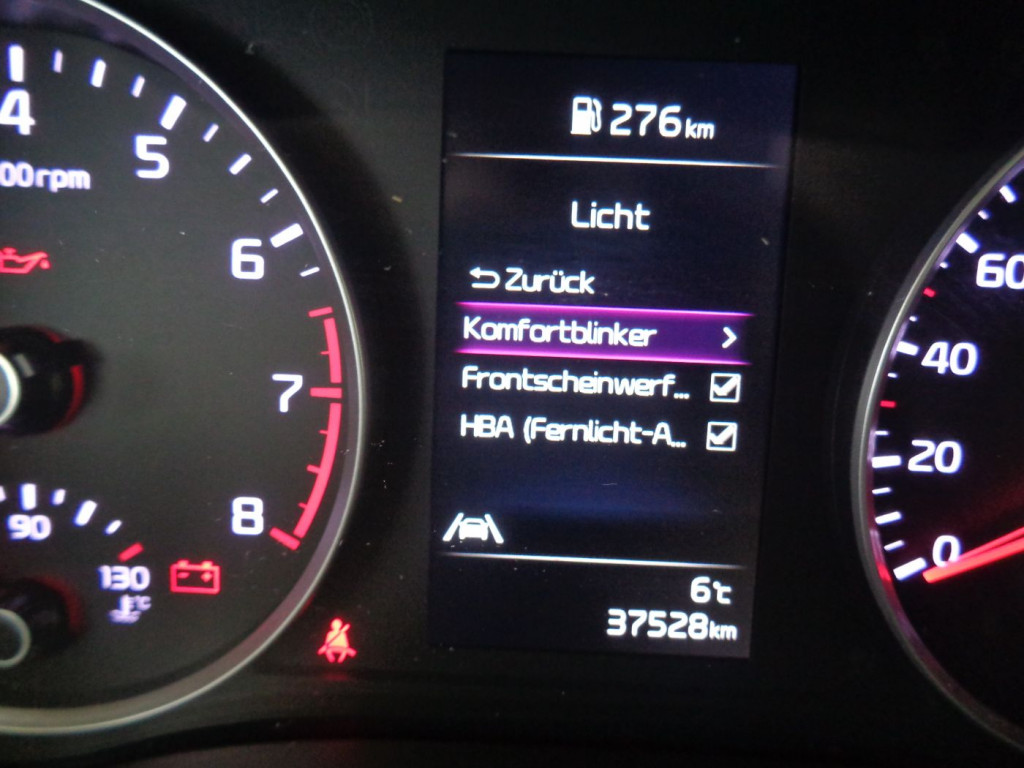 276km
Licht
Zurück
Komfortblinker >
Frontscheinwerf...
HBA (Fernlicht-A...
6℃
37528km
4
5
00rpm
6
7
8
90
130
°C
60
40
20
0